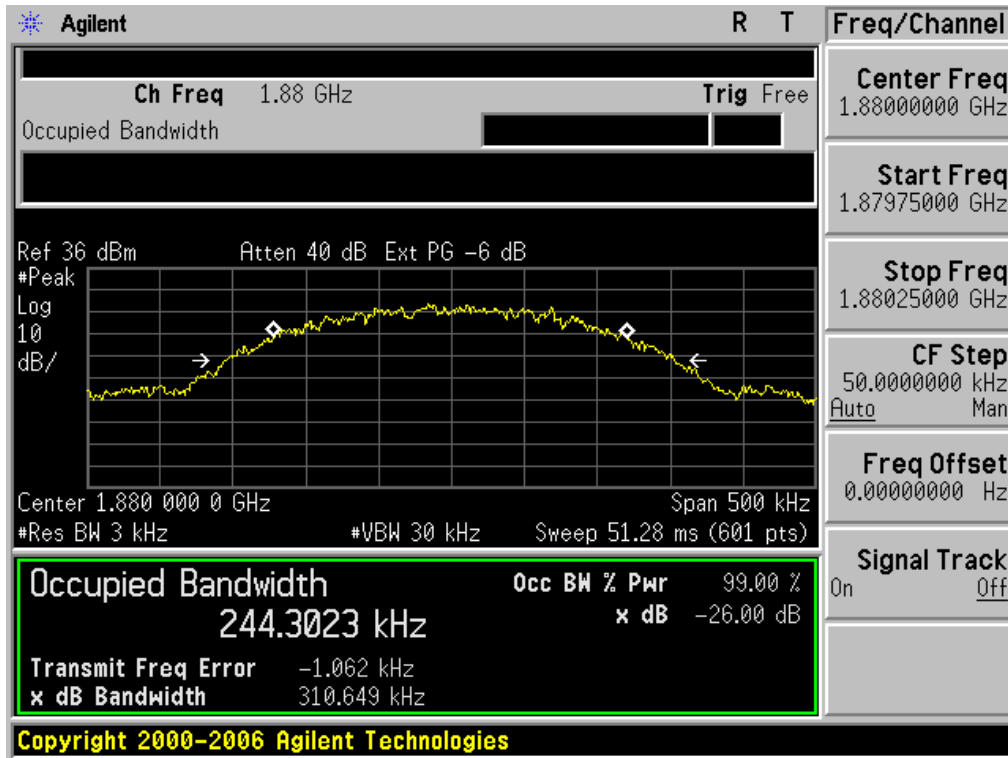 Agilent R T
Ch Freq 1.88 GHz Trig Free
Occupied Bandwidth
Ref 36 dBm Atten 40 dB Ext PG -6 dB
#Peak
Log
10
dB/
Center 1.880 000 0 GHz Span 500 kHz
#Res BW 3 kHz #VBW 30 kHz Sweep 51.28 ms (601 pts)
Occupied Bandwidth Occ BW % Pwr 99.00 %
244.3023 kHz x dB -26.00 dB
Transmit Freq Error -1.062 kHz
x dB Bandwidth 310.649 kHz
Copyright 2000-2006 Agilent Technologies
Freq/Channel
Center Freq
1.88000000 GHz
Start Freq
1.87975000 GHz
Stop Freq
1.88025000 GHz
CF Step
50.0000000 kHz
Auto Man
Freq Offset
0.00000000 Hz
Signal Track
On Off